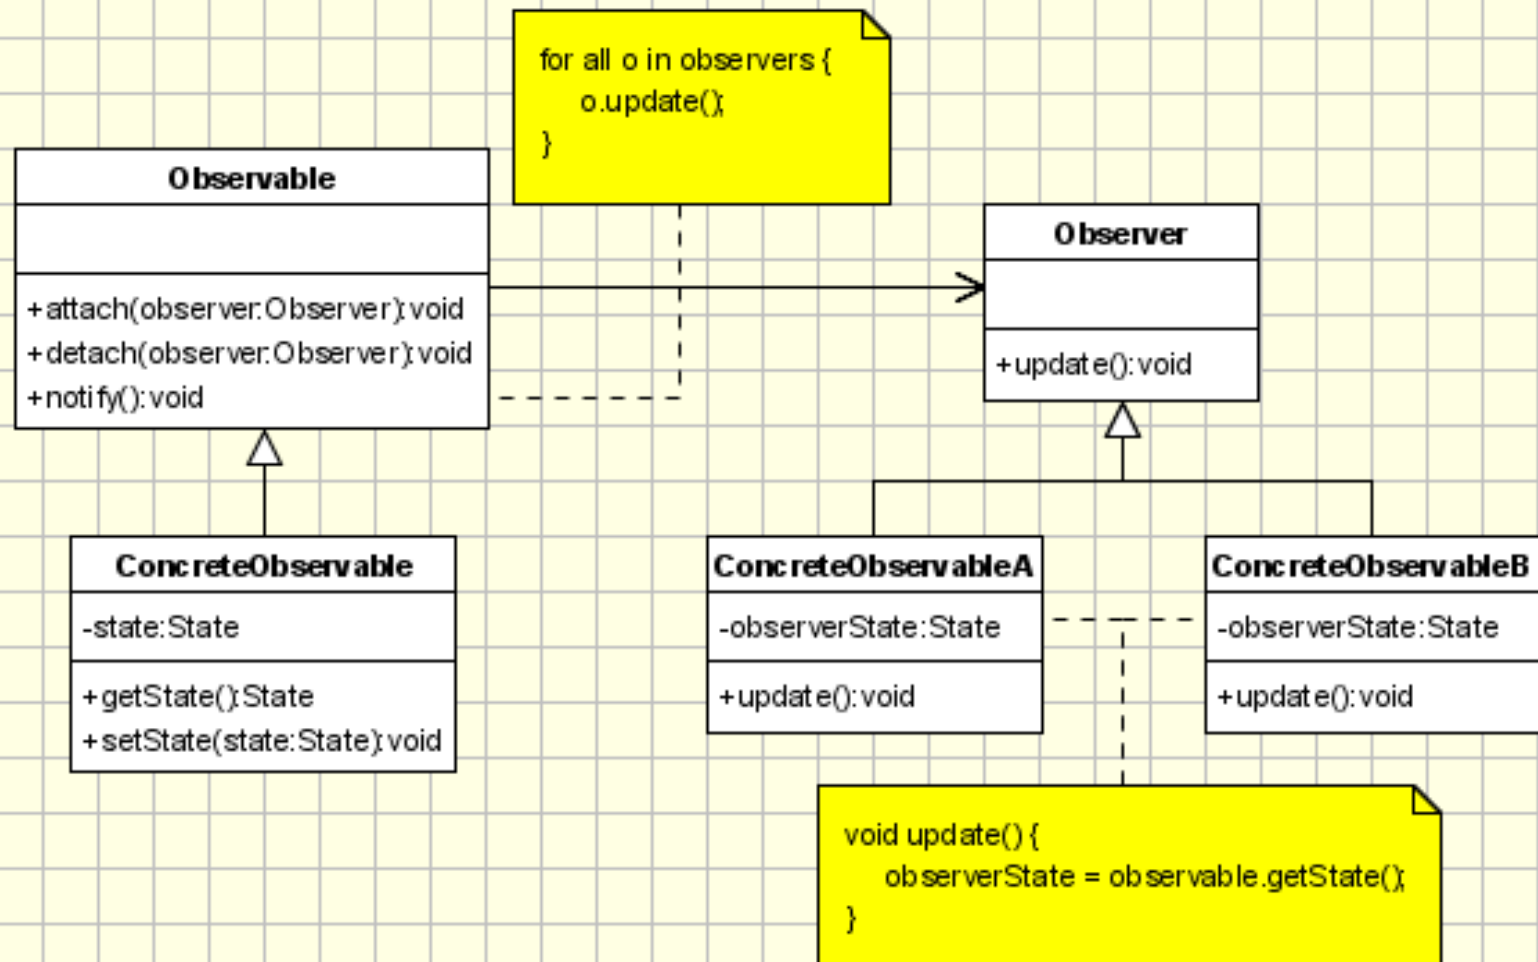 for all o in observers {
o.update();
}
Observable
+attach(observer:Observer):void
+detach(observer:Observer):void
+notify():void
Observer
+update():void
ConcreteObservable
-state:State
+getState():State
+setState(state:State):void
ConcreteObservableA
-observerState:State
+update():void
ConcreteObservableB
-observerState:State
+update():void
void update() {
observerState = observable.getState();
}